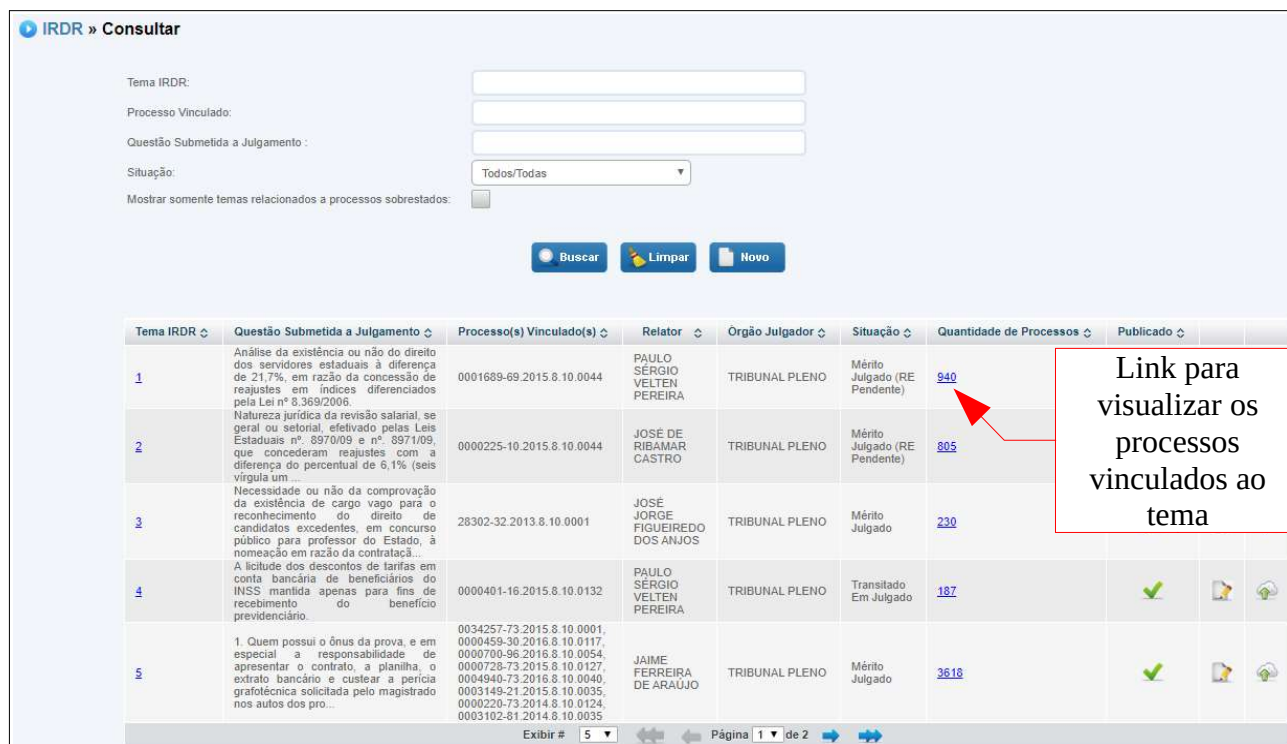 IRDR » Consultar
Tema IRDR:
Processo Vinculado:
Questão Submetida a Julgamento :
Situação:
Todos/Todas
Mostrar somente temas relacionados a processos sobrestados:
Buscar
Limpar
Novo
Tema IRDR
Questão Submetida a Julgamento
Processo(s) Vinculado(s)
Relator
Órgão Julgador
Situação
Quantidade de Processos
Publicado
1
Análise da existência ou não do direito
dos servidores estaduais à diferença
de 21,7%, em razão da concessão de
reajustes em índices diferenciados
pela Lei nº 8.369/2006.
0001689-69.2015.8.10.0044
PAULO
SÉRGIO
VELTEN
PEREIRA
TRIBUNAL PLENO
Mérito
Julgado (RE
Pendente)
940
Link para
visualizar os
processos
vinculados ao
tema
2
Natureza jurídica da revisão salarial, se
geral ou setorial, efetivado pelas Leis
Estaduais nº. 8970/09 e nº. 8971/09,
que concederam reajustes com a
diferença do percentual de 6,1% (seis
vírgula um ...
0000225-10.2015.8.10.0044
JOSÉ DE
RIBAMAR
CASTRO
TRIBUNAL PLENO
Mérito
Julgado (RE
Pendente)
805
3
Necessidade ou não da comprovação
da existência de cargo vago para o
reconhecimento do direito de
candidatos excedentes, em concurso
público para professor do Estado, à
nomeação em razão da contrataçã...
28302-32.2013.8.10.0001
JOSÉ
JORGE
FIGUEIREDO
DOS ANJOS
TRIBUNAL PLENO
Mérito
Julgado
230
4
A licitude dos descontos de tarifas em
conta bancária de beneficiários do
INSS mantida apenas para fins de
recebimento do benefício
previdenciário.
0000401-16.2015.8.10.0132
PAULO
SÉRGIO
VELTEN
PEREIRA
TRIBUNAL PLENO
Transitado
Em Julgado
187
5
1. Quem possui o ônus da prova, e em
especial a responsabilidade de
apresentar o contrato, a planilha, o
extrato bancário e custear a perícia
grafotécnica solicitada pelo magistrado
nos autos dos pro...
0034257-73.2015.8.10.0001,
0000459-30.2016.8.10.0117,
0000700-96.2016.8.10.0054,
0000728-73.2015.8.10.0127,
0004940-73.2016.8.10.0040,
0003149-21.2015.8.10.0035,
0000220-73.2014.8.10.0124,
0003102-81.2014.8.10.0035
JAIME
FERREIRA
DE ARAÚJO
TRIBUNAL PLENO
Mérito
Julgado
3618
Exibir # 5 Página 1 de 2